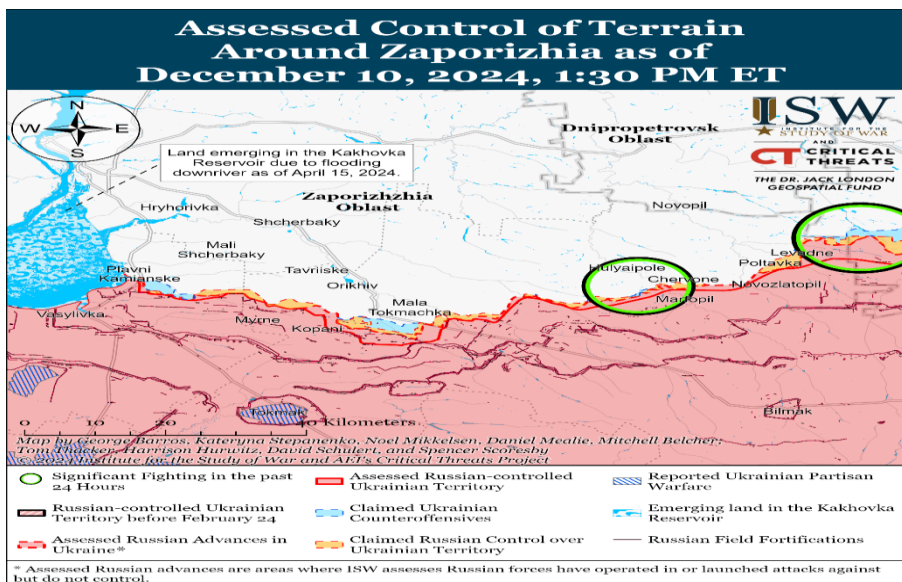 Assessed Control of Terrain
Around Zaporizhia as of
December 10, 2024, 1:30 PM ET
N
W E
S
Land emerging in the Kakhovka
Reservoir due to flooding
downriver as of April 15, 2024.
ISW
INSTITUTE FOR THE
STUDY OF WAR
AND
CT CRITICAL
THREATS
THE DR. JACK LONDON
GEOSPATIAL FUND
Dnipropetrovsk
Oblast
Zaporizhzhia
Oblast
Hryhorivka
Shcherbaky
Novopil
Mali
Shcherbaky
Levadne
Poltavka
Plavni
Kamianske
Tavriiske
Hulyaipole
Chervone
Orikhiv
Novozlatopil
Mala
Tokmachka
Marfopil
Vasylivka
Myrne
Kopani
Tokmak
Bilmak
0 20 40 Kilometers
Map by George Barros, Kateryna Stepanenko, Noel Mikkelsen, Daniel Mealie, Mitchell Belcher,
Tom Thacker, Harrison Hurwitz, David Schulert, and Spencer Scoresby
Institute for the Study of War and AEI's Critical Threats Project
Significant Fighting in the past
24 Hours
Assessed Russian-controlled
Ukrainian Territory
Reported Ukrainian Partisan
Warfare
Russian-controlled Ukrainian
Territory before February 24
Claimed Ukrainian
Counteroffensives
Emerging land in the Kakhovka
Reservoir
Assessed Russian Advances in
Ukraine*
Claimed Russian Control over
Ukrainian Territory
Russian Field Fortifications
* Assessed Russian advances are areas where ISW assesses Russian forces have operated in or launched attacks against
but do not control.